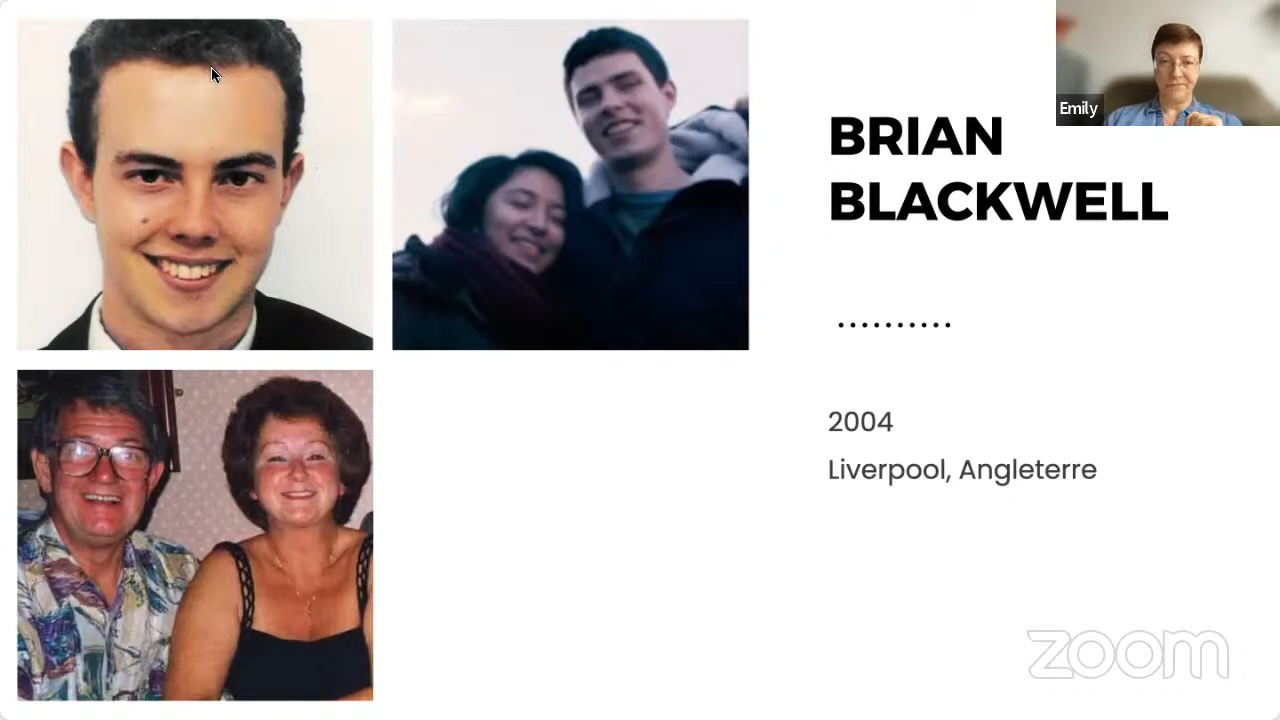 Emily
BRIAN
BLACKWELL
..........
2004
Liverpool, Angleterre
zoom